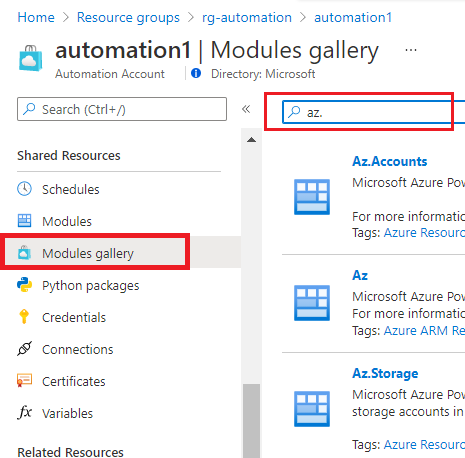 Home > Resource groups > rg-automation > automation1
automation1 | Modules gallery ...
Automation Account
Directory: Microsoft
Search (Ctrl+/)
«
az.
Shared Resources
Schedules
Modules
Modules gallery
Python packages
Credentials
Connections
Certificates
Variables
Related Resources
Az.Accounts
Microsoft Azure Pow
For more informatio
Tags: Azure Resourc
Az
Microsoft Azure Pow
For more informatio
Tags: Azure ARM Re
Az.Storage
Microsoft Azure Pow
storage accounts in
Tags: Azure Resourc